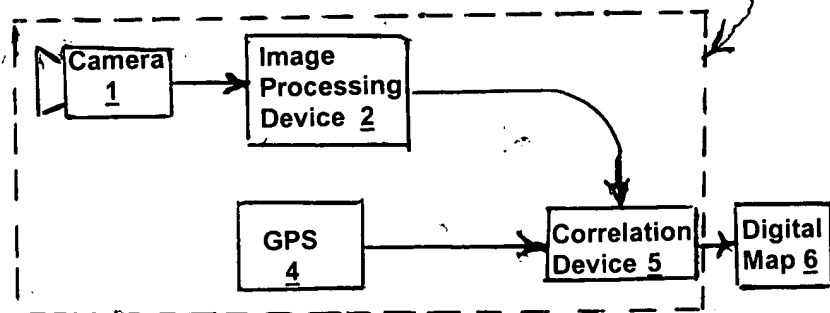 Camera
1
Image
Processing
Device 2
GPS
4
Correlation
Device 5
Digital
Map 6